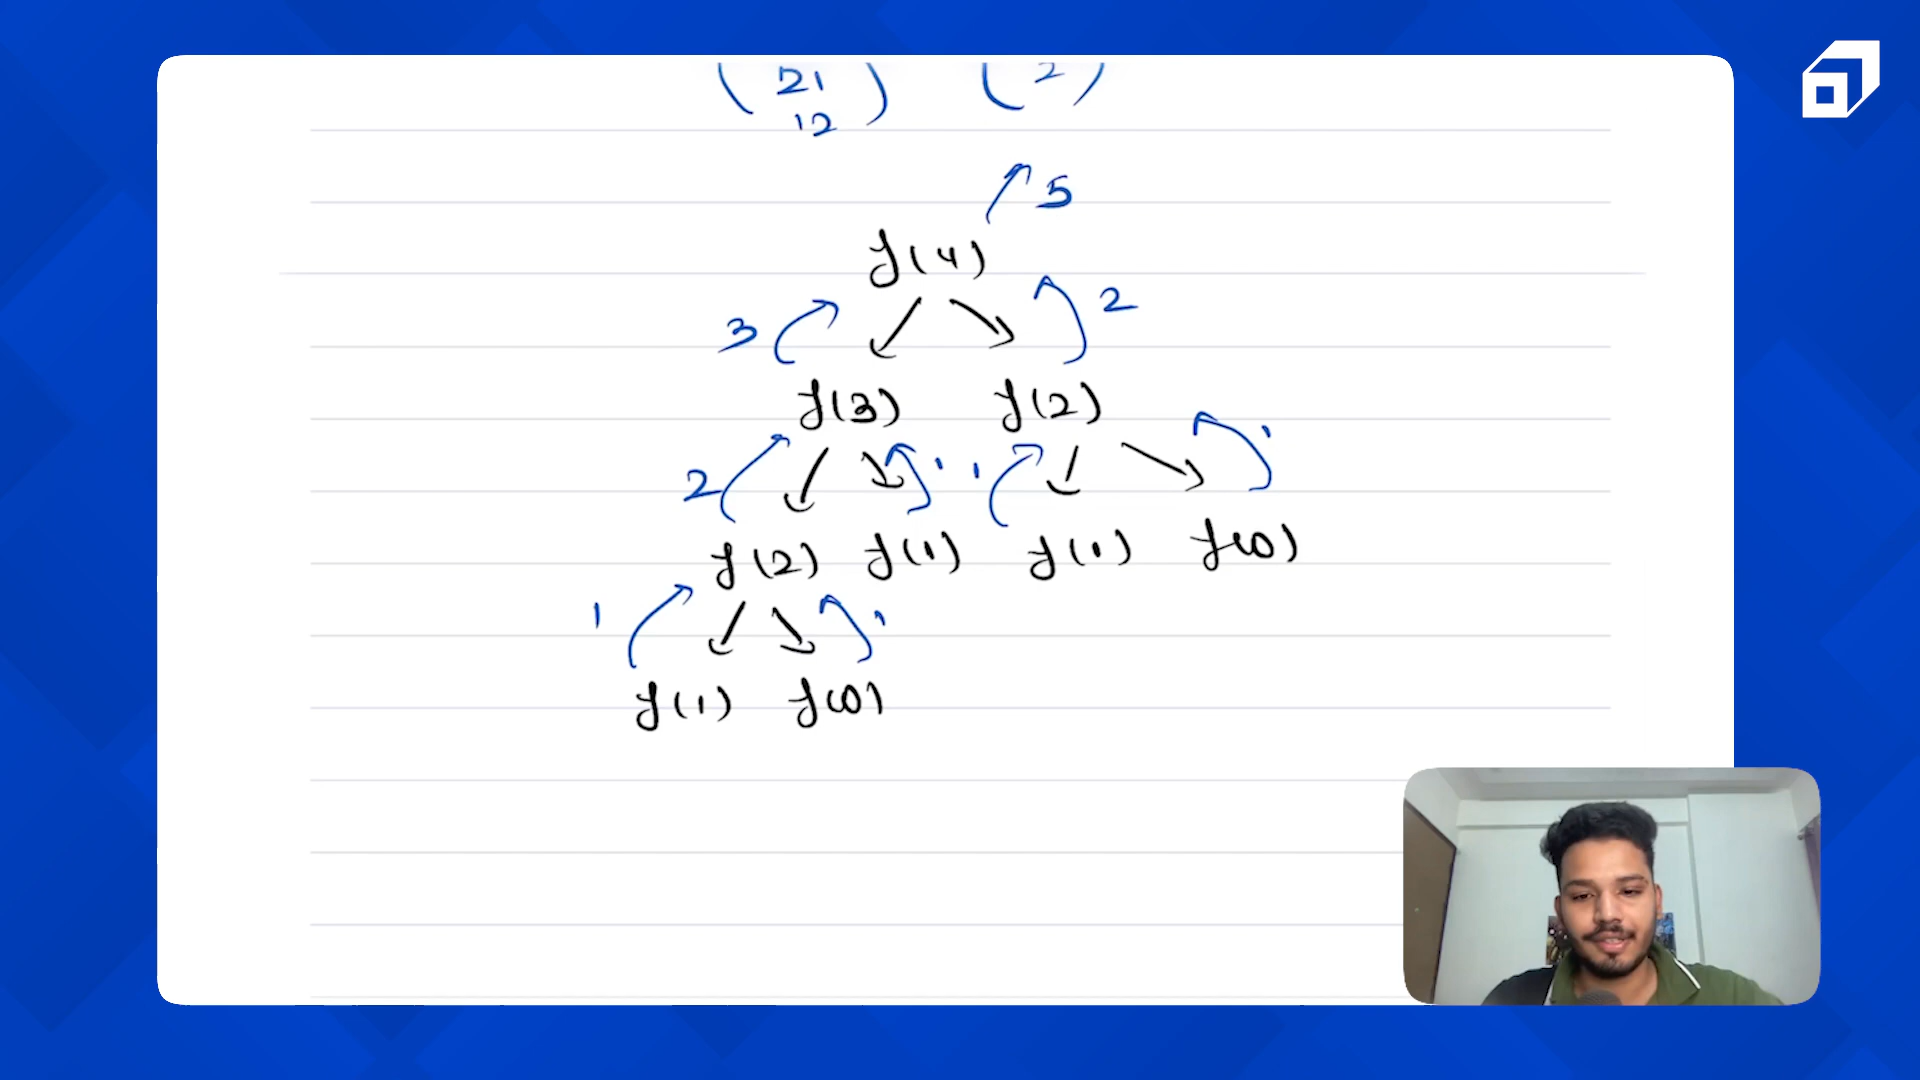 ( 21 ) ( 2 )
12
5
f(4)
3 2
f(3) f(2)
2 1 1 1
f(2) f(1) f(1) f(0)
1 1
f(1) f(0)